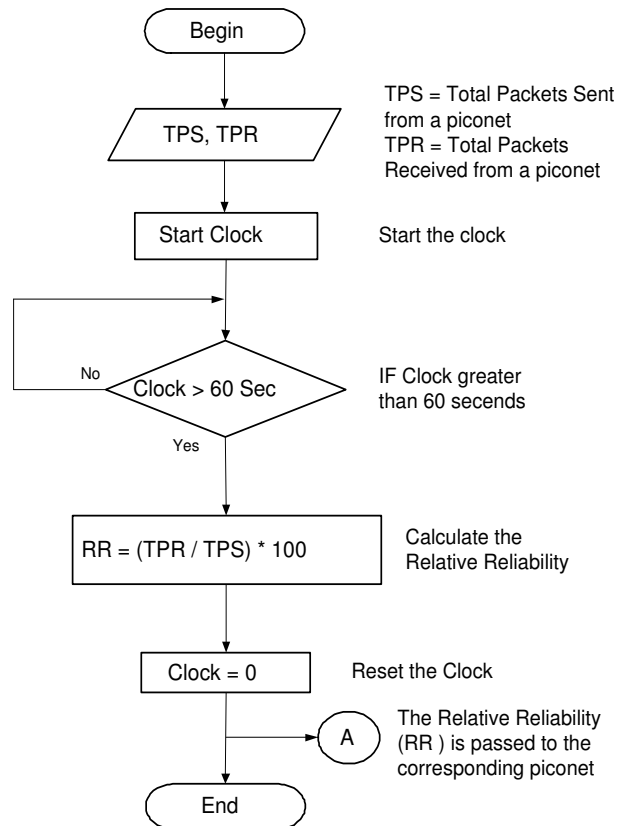 Begin
TPS, TPR
TPS = Total Packets Sent
from a piconet
TPR = Total Packets
Received from a piconet
Start Clock
Start the clock
No
Clock > 60 Sec
IF Clock greater
than 60 secends
Yes
RR = (TPR / TPS) * 100
Calculate the
Relative Reliability
Clock = 0
Reset the Clock
A
The Relative Reliability
(RR ) is passed to the
corresponding piconet
End